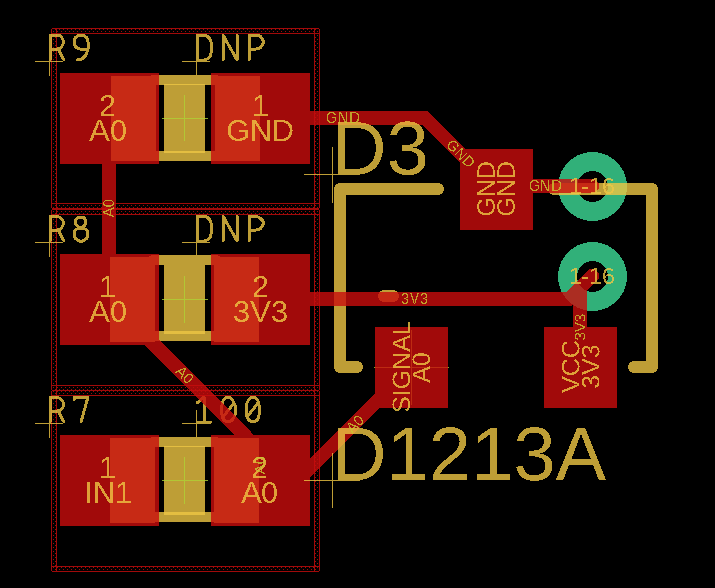 R9 DNP
2 1
A0 GND
GND
D3
GND
GND
GND
GND
1-16
A0
R8 DNP
1 2
A0 3V3
3V3
1-16
3V3
SIGNAL
A0
VCC
3V3
A0
R7 100
A0
1 2
IN1 A0
D1213A